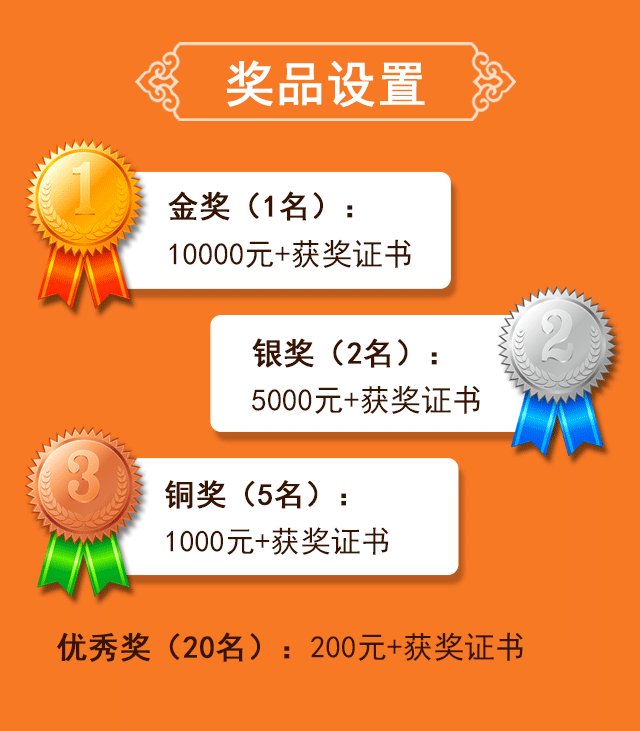 奖品设置
1
金奖（1名）：
10000元+获奖证书
2
银奖（2名）：
5000元+获奖证书
3
铜奖（5名）：
1000元+获奖证书
优秀奖（20名）：200元+获奖证书